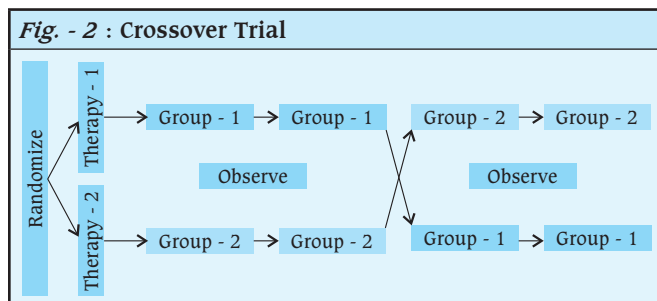 Fig. - 2 : Crossover Trial
Randomize
Therapy - 1
Group - 1
Group - 1
Group - 2
Group - 2
Observe
Observe
Therapy - 2
Group - 2
Group - 2
Group - 1
Group - 1